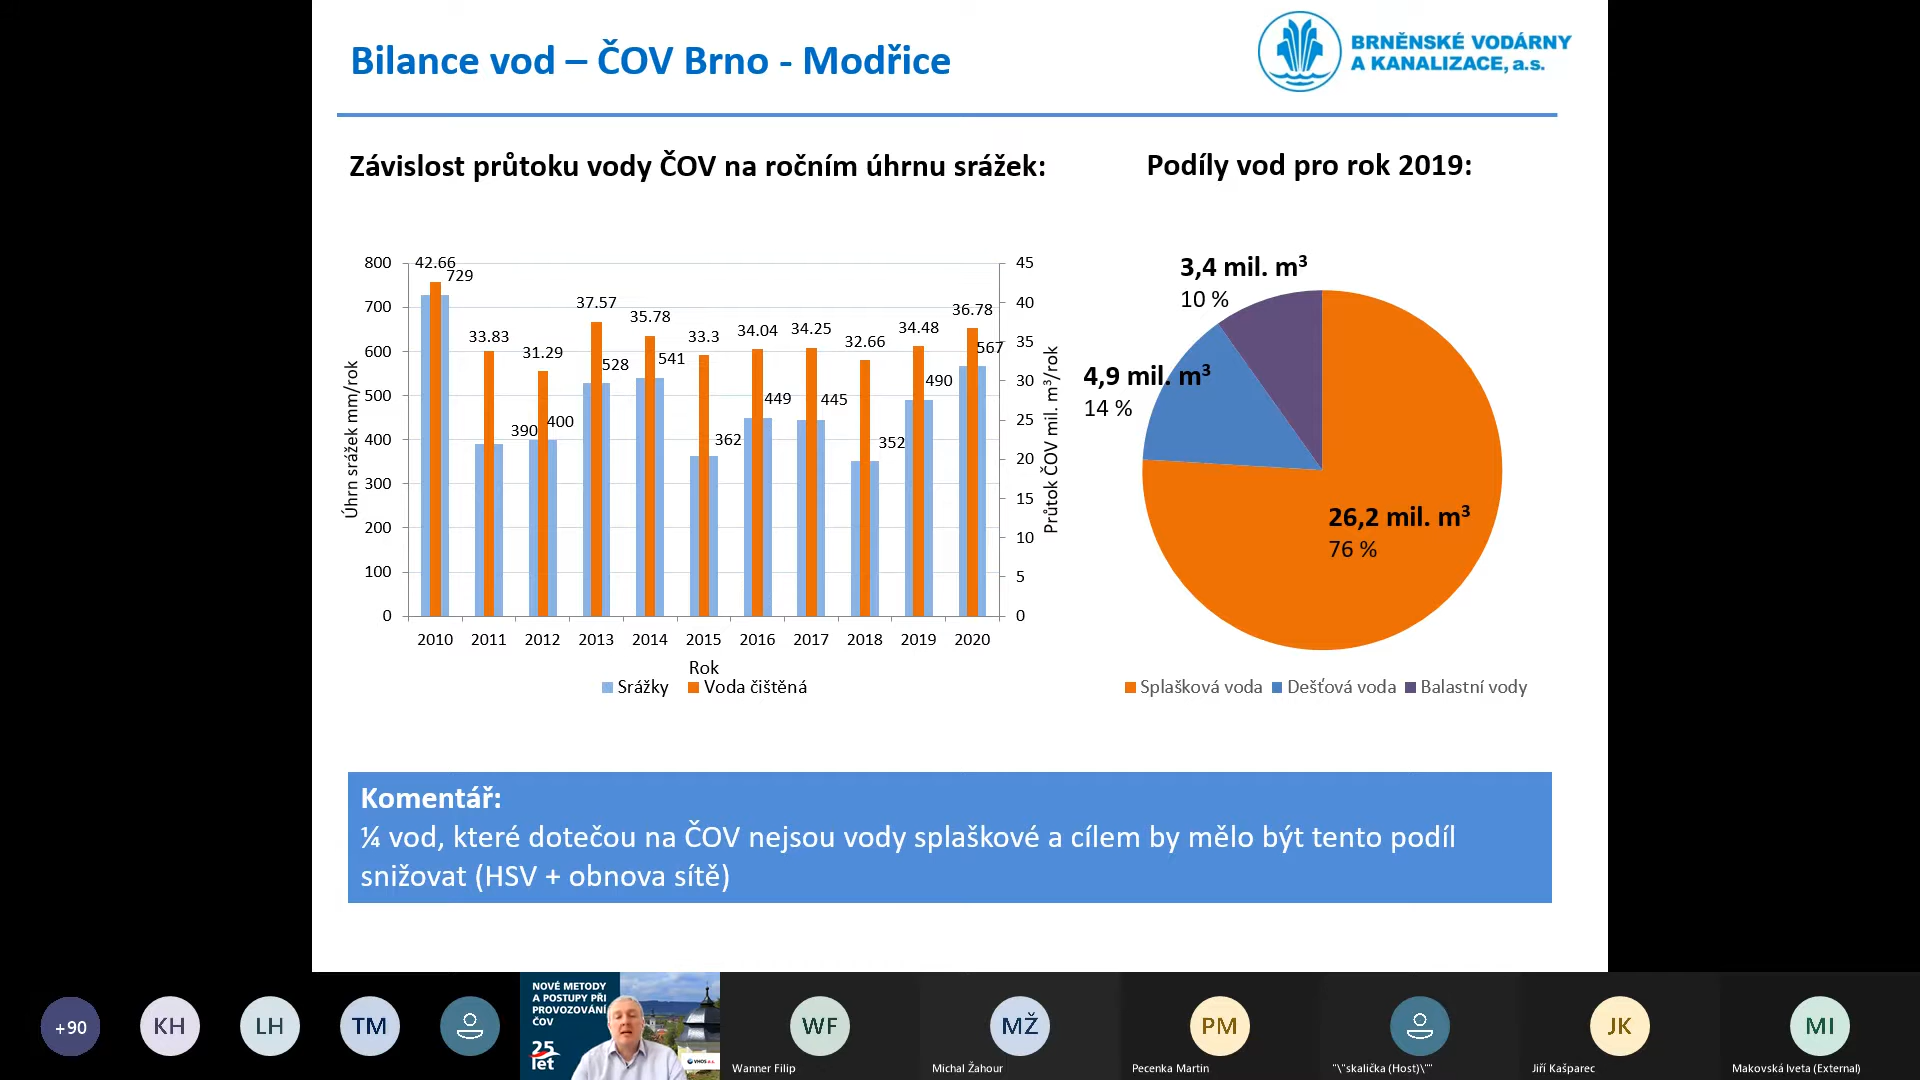 Bilance vod – ČOV Brno - Modřice
BRNĚNSKÉ VODÁRNY
A KANALIZACE, a.s.
Závislost průtoku vody ČOV na ročním úhrnu srážek:
Podíly vod pro rok 2019:
Úhrn srážek mm/rok
800
700
600
500
400
300
200
100
0
42.66
729
33.83
390
31.29
400
37.57
528
35.78
541
33.3
362
34.04
449
34.25
445
32.66
352
34.48
490
36.78
567
45
40
35
30
25
20
15
10
5
0
Průtok ČOV mil. m³/rok
2010 2011 2012 2013 2014 2015 2016 2017 2018 2019 2020
Rok
Srážky Voda čištěná
3,4 mil. m³
10 %
4,9 mil. m³
14 %
26,2 mil. m³
76 %
Splašková voda Dešťová voda Balastní vody
Komentář:
¼ vod, které dotečou na ČOV nejsou vody splaškové a cílem by mělo být tento podíl
snižovat (HSV + obnova sítě)
+90
KH
LH
TM
NOVÉ METODY
A POSTUPY PŘI
PROVOZOVÁNÍ
ČOV
25
let
VHOS a.s.
WF
Wanner Filip
MŽ
Michal Žahour
PM
Pecenka Martin
"\"skalička (Host)\""
JK
Jiří Kašparec
MI
Makovská Iveta (External)